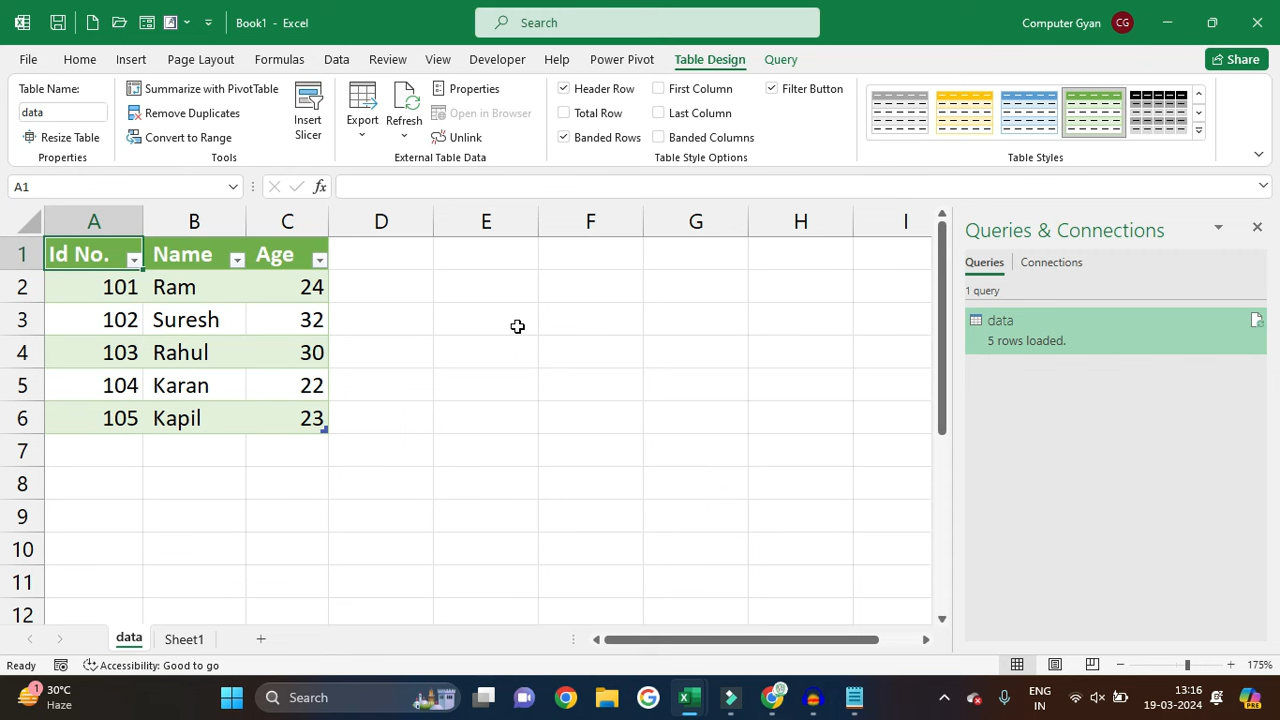 Book1 - Excel
Search
Computer Gyan CG
File Home Insert Page Layout Formulas Data Review View Help Power Pivot Table Design Query Share
Table Name:
data
Resize Table
Properties
Summarize with PivotTable
Remove Duplicates
Convert to Range
Insert
Slicer
Tools
Export
Refresh
Properties
Open in Browser
Unlink
External Table Data
Header Row
Total Row
Banded Rows
First Column
Last Column
Banded Columns
Filter Button
Table Style Options
Table Styles
A1
fx
A B C D E F G H I
1 Id No. Name Age
2 101 Ram 24
3 102 Suresh 32
4 103 Rahul 30
5 104 Karan 22
6 105 Kapil 23
7
8
9
10
11
12
Queries & Connections
Queries Connections
1 query
data
5 rows loaded.
data Sheet1
Ready Accessibility: Good to go 175%
1
30°C
Haze
Search
ENG
IN
13:16
19-03-2024
PRE